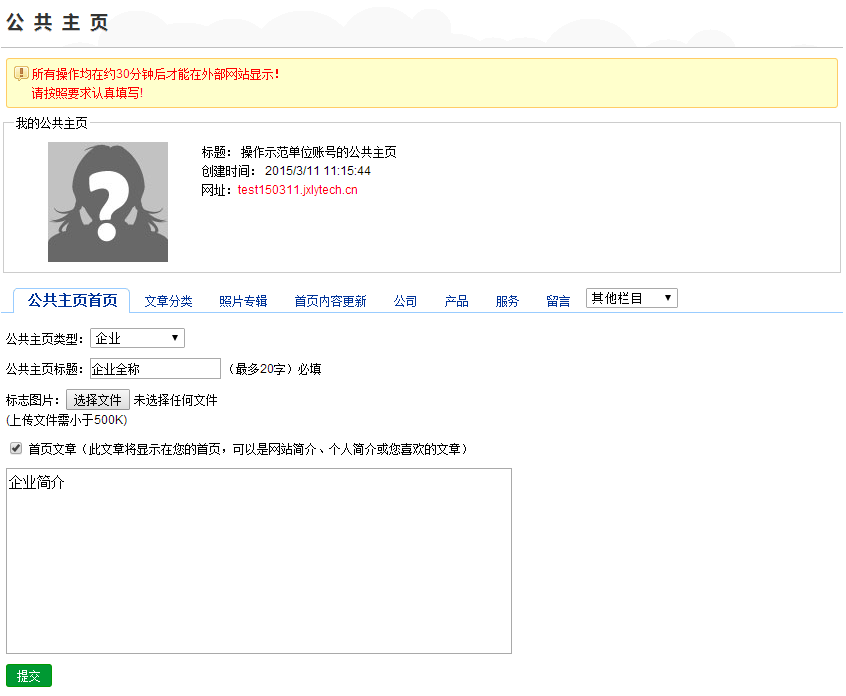 公共主页
所有操作均在约30分钟后才能在外部网站显示！
请按照要求认真填写!
我的公共主页
标题： 操作示范单位账号的公共主页
创建时间： 2015/3/11 11:15:44
网址：test150311.jxlytech.cn
公共主页首页 文章分类 照片专辑 首页内容更新 公司 产品 服务 留言 其他栏目
公共主页类型： 企业
公共主页标题： 企业全称 （最多20字）必填
标志图片： 选择文件 未选择任何文件
(上传文件需小于500K)
首页文章（此文章将显示在您的首页，可以是网站简介、个人简介或您喜欢的文章）
企业简介
提交